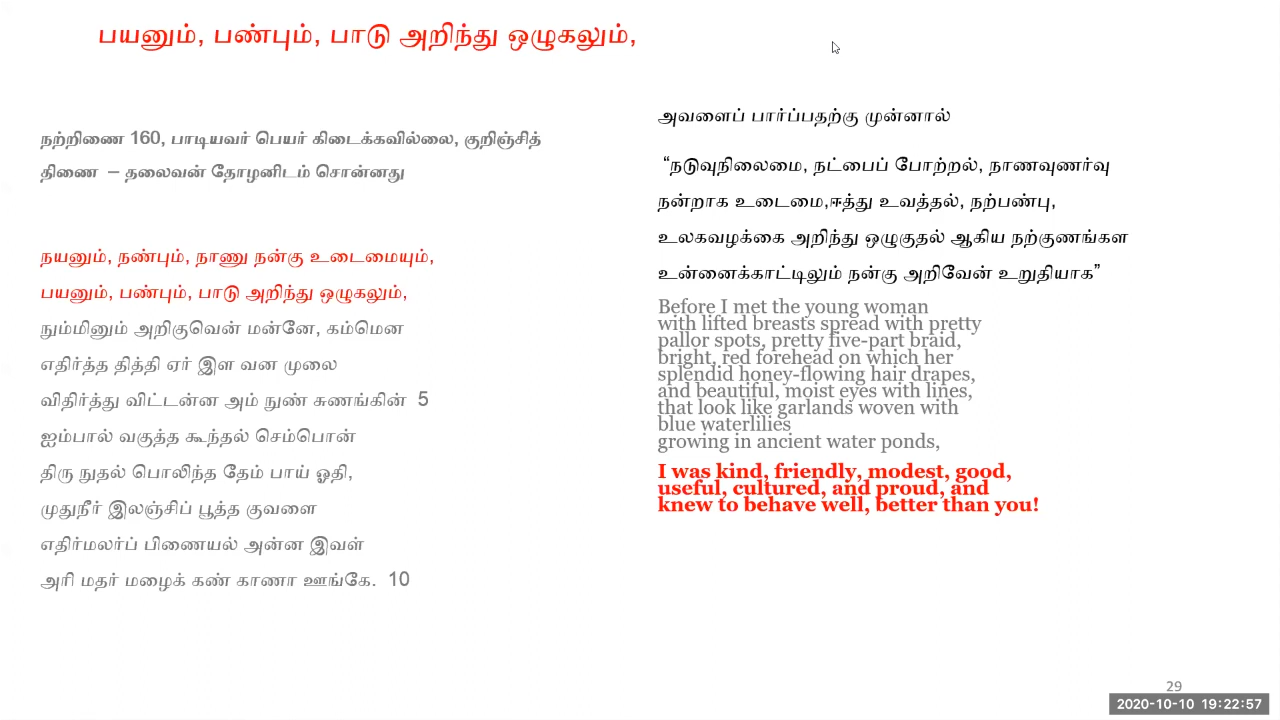 பயனும், பண்பும், பாடு அறிந்து ஒழுகலும்,
நற்றிணை 160, பாடியவர் பெயர் கிடைக்கவில்லை, குறிஞ்சித்
திணை – தலைவன் தோழனிடம் சொன்னது
நயனும், நண்பும், நாணு நன்கு உடைமையும்,
பயனும், பண்பும், பாடு அறிந்து ஒழுகலும்,
நும்மினும் அறிகுவென் மன்னே, கம்மென
எதிர்த்த தித்தி ஏர் இள வன முலை
விதிர்த்து விட்டன்ன அம் நுண் சுணங்கின் 5
ஐம்பால் வகுத்த கூந்தல் செம்பொன்
திரு நுதல் பொலிந்த தேம் பாய் ஓதி,
முதுநீர் இலஞ்சிப் பூத்த குவளை
எதிர்மலர்ப் பிணையல் அன்ன இவள்
அரி மதர் மழைக் கண் காணா ஊங்கே. 10
அவளைப் பார்ப்பதற்கு முன்னால்
“நடுவுநிலைமை, நட்பைப் போற்றல், நாணவுணர்வு
நன்றாக உடைமை,ஈத்து உவத்தல், நற்பண்பு,
உலகவழக்கை அறிந்து ஒழுகுதல் ஆகிய நற்குணங்கள
உன்னைக்காட்டிலும் நன்கு அறிவேன் உறுதியாக”
Before I met the young woman
with lifted breasts spread with pretty
pallor spots, pretty five-part braid,
bright, red forehead on which her
splendid honey-flowing hair drapes,
and beautiful, moist eyes with lines,
that look like garlands woven with
blue waterlilies
growing in ancient water ponds,
I was kind, friendly, modest, good,
useful, cultured, and proud, and
knew to behave well, better than you!
29
2020-10-10 19:22:57